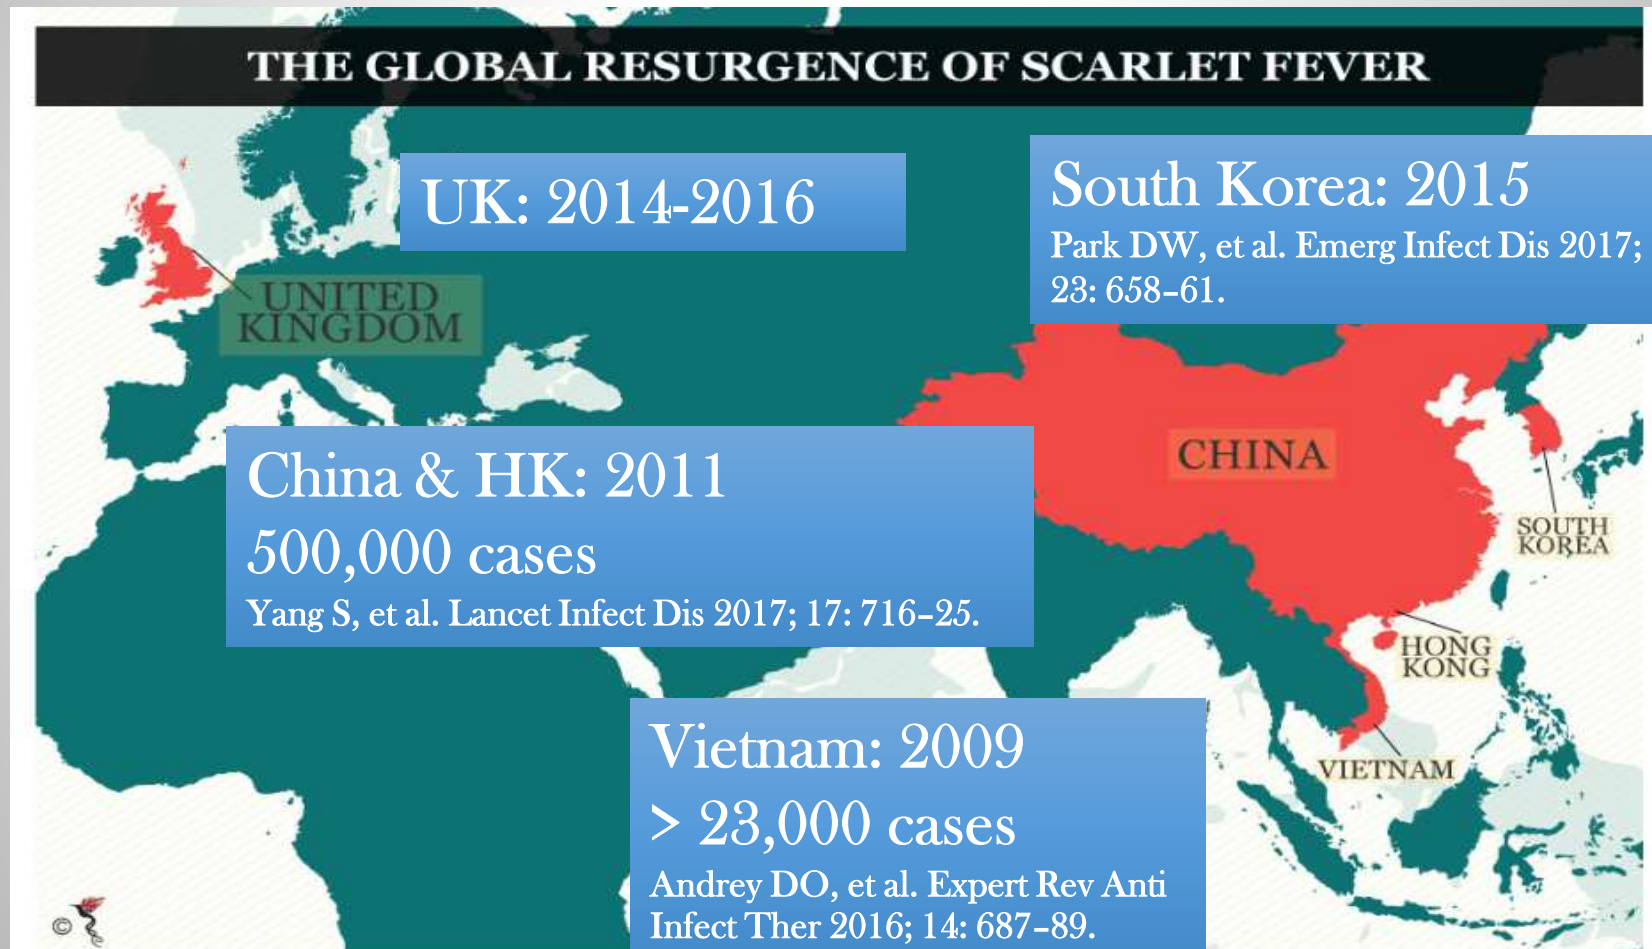 THE GLOBAL RESURGENCE OF SCARLET FEVER
UK: 2014-2016
South Korea: 2015
Park DW, et al. Emerg Infect Dis 2017;
23: 658–61.
UNITED
KINGDOM
China & HK: 2011
500,000 cases
Yang S, et al. Lancet Infect Dis 2017; 17: 716–25.
CHINA
SOUTH
KOREA
HONG
KONG
Vietnam: 2009
> 23,000 cases
Andrey DO, et al. Expert Rev Anti
Infect Ther 2016; 14: 687–89.
VIETNAM
©